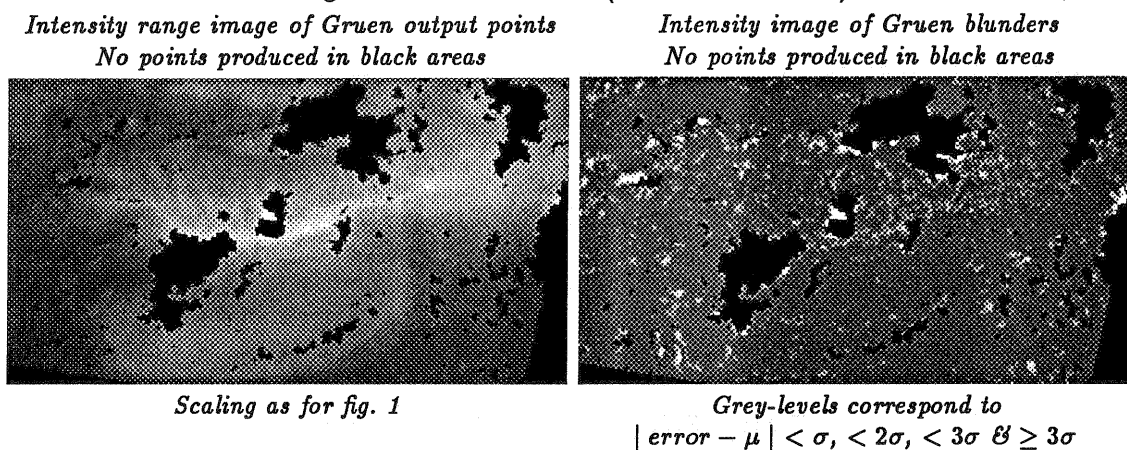 Intensity range image of Gruen output points
No points produced in black areas
Intensity image of Gruen blunders
No points produced in black areas
Scaling as for fig. 1
Grey-levels correspond to
| error − μ | < σ, < 2σ, < 3σ & ≥ 3σ